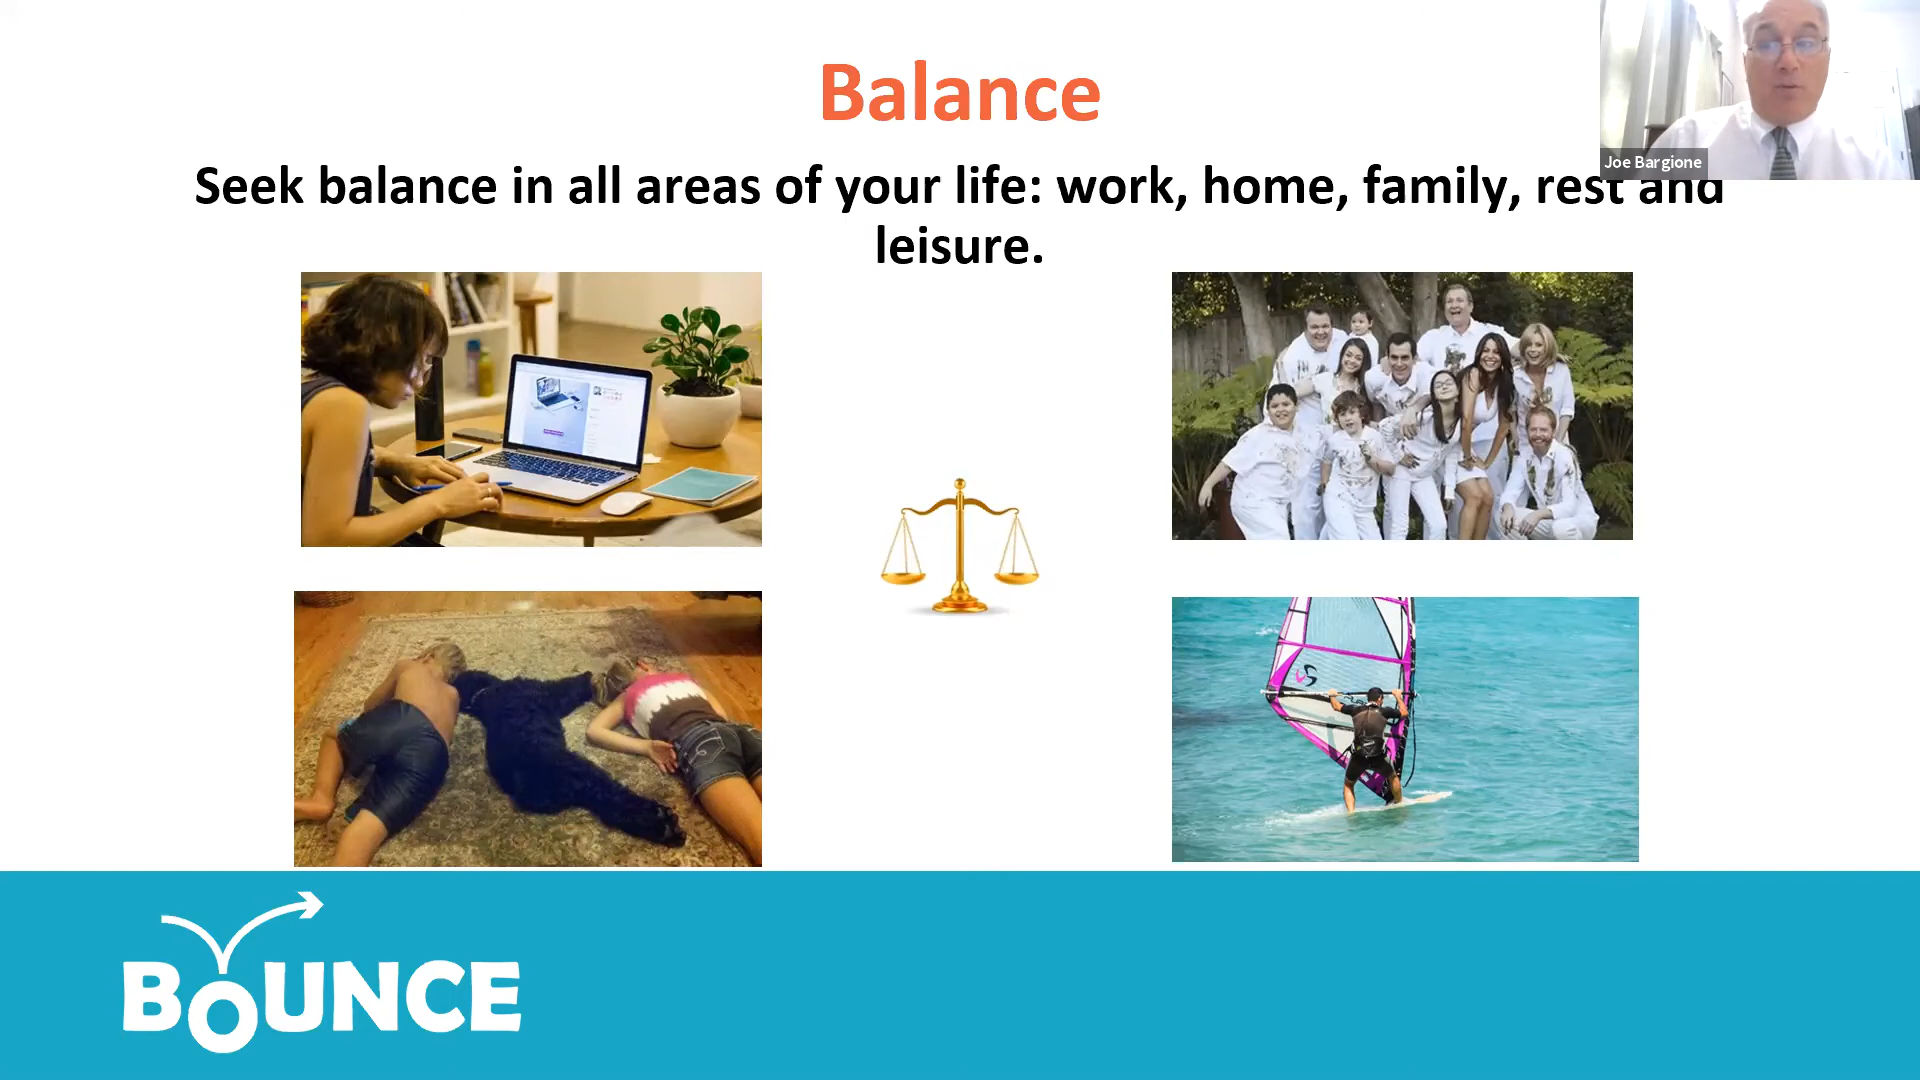 Balance
Joe Bargione
Seek balance in all areas of your life: work, home, family, rest and
leisure.
BOUNCE